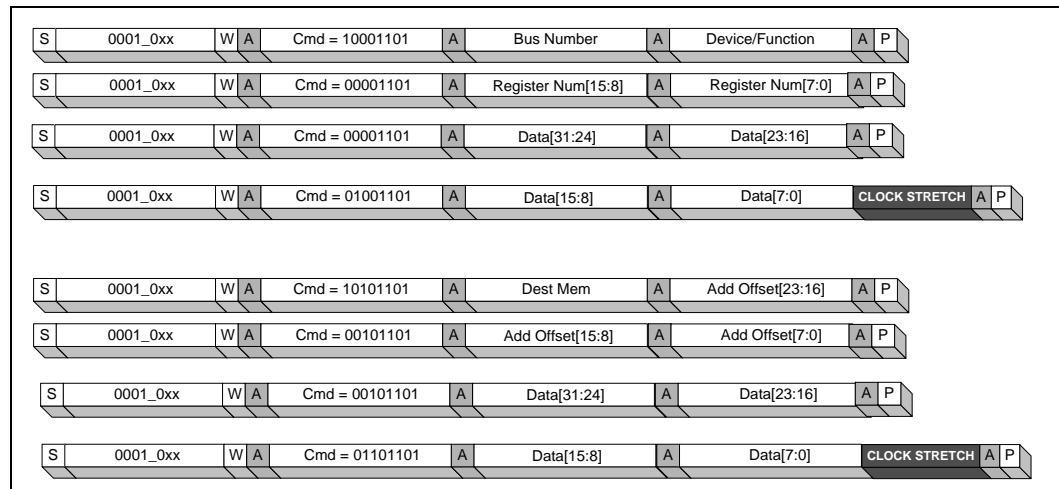 S 0001_0xx W A Cmd = 10001101 A Bus Number A Device/Function A P
S 0001_0xx W A Cmd = 00001101 A Register Num[15:8] A Register Num[7:0] A P
S 0001_0xx W A Cmd = 00001101 A Data[31:24] A Data[23:16] A P
S 0001_0xx W A Cmd = 01001101 A Data[15:8] A Data[7:0] CLOCK STRETCH A P
S 0001_0xx W A Cmd = 10101101 A Dest Mem A Add Offset[23:16] A P
S 0001_0xx W A Cmd = 00101101 A Add Offset[15:8] A Add Offset[7:0] A P
S 0001_0xx W A Cmd = 00101101 A Data[31:24] A Data[23:16] A P
S 0001_0xx W A Cmd = 01101101 A Data[15:8] A Data[7:0] CLOCK STRETCH A P